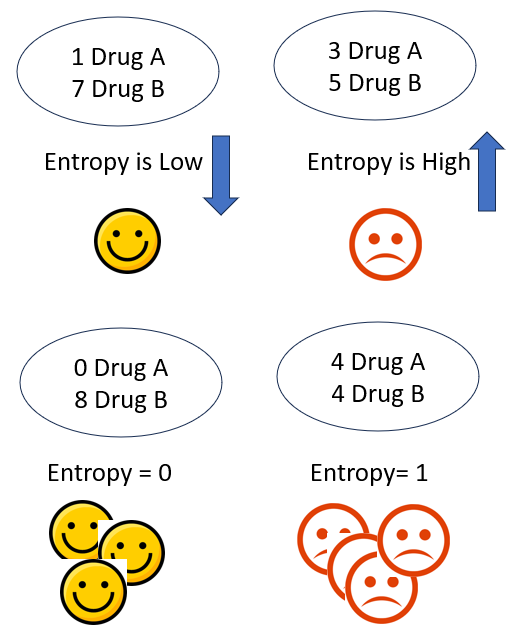 1 Drug A
7 Drug B
3 Drug A
5 Drug B
Entropy is Low
Entropy is High
0 Drug A
8 Drug B
4 Drug A
4 Drug B
Entropy = 0
Entropy= 1